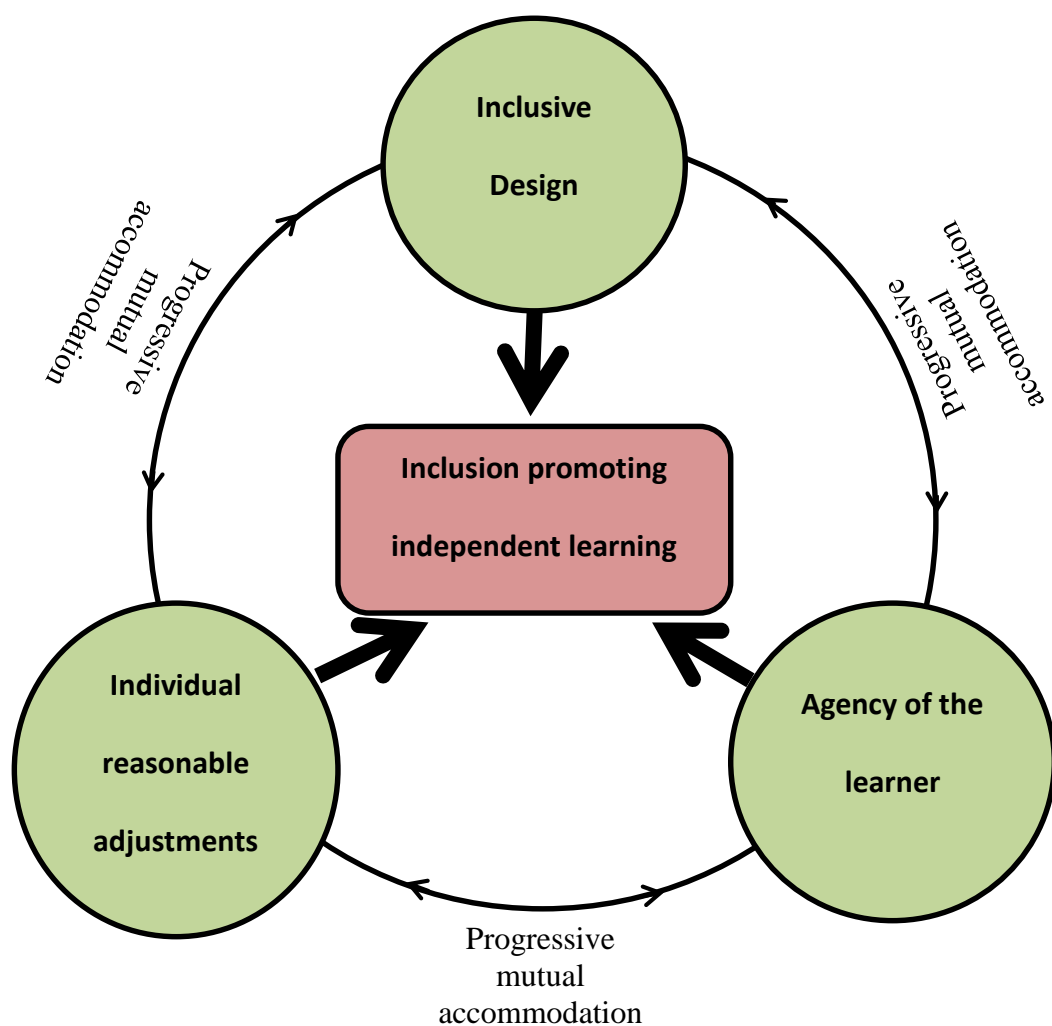 Inclusive
Design
Progressive
mutual
accommodation
Progressive
mutual
accommodation
Inclusion promoting
independent learning
Individual
reasonable
adjustments
Agency of the
learner
Progressive
mutual
accommodation